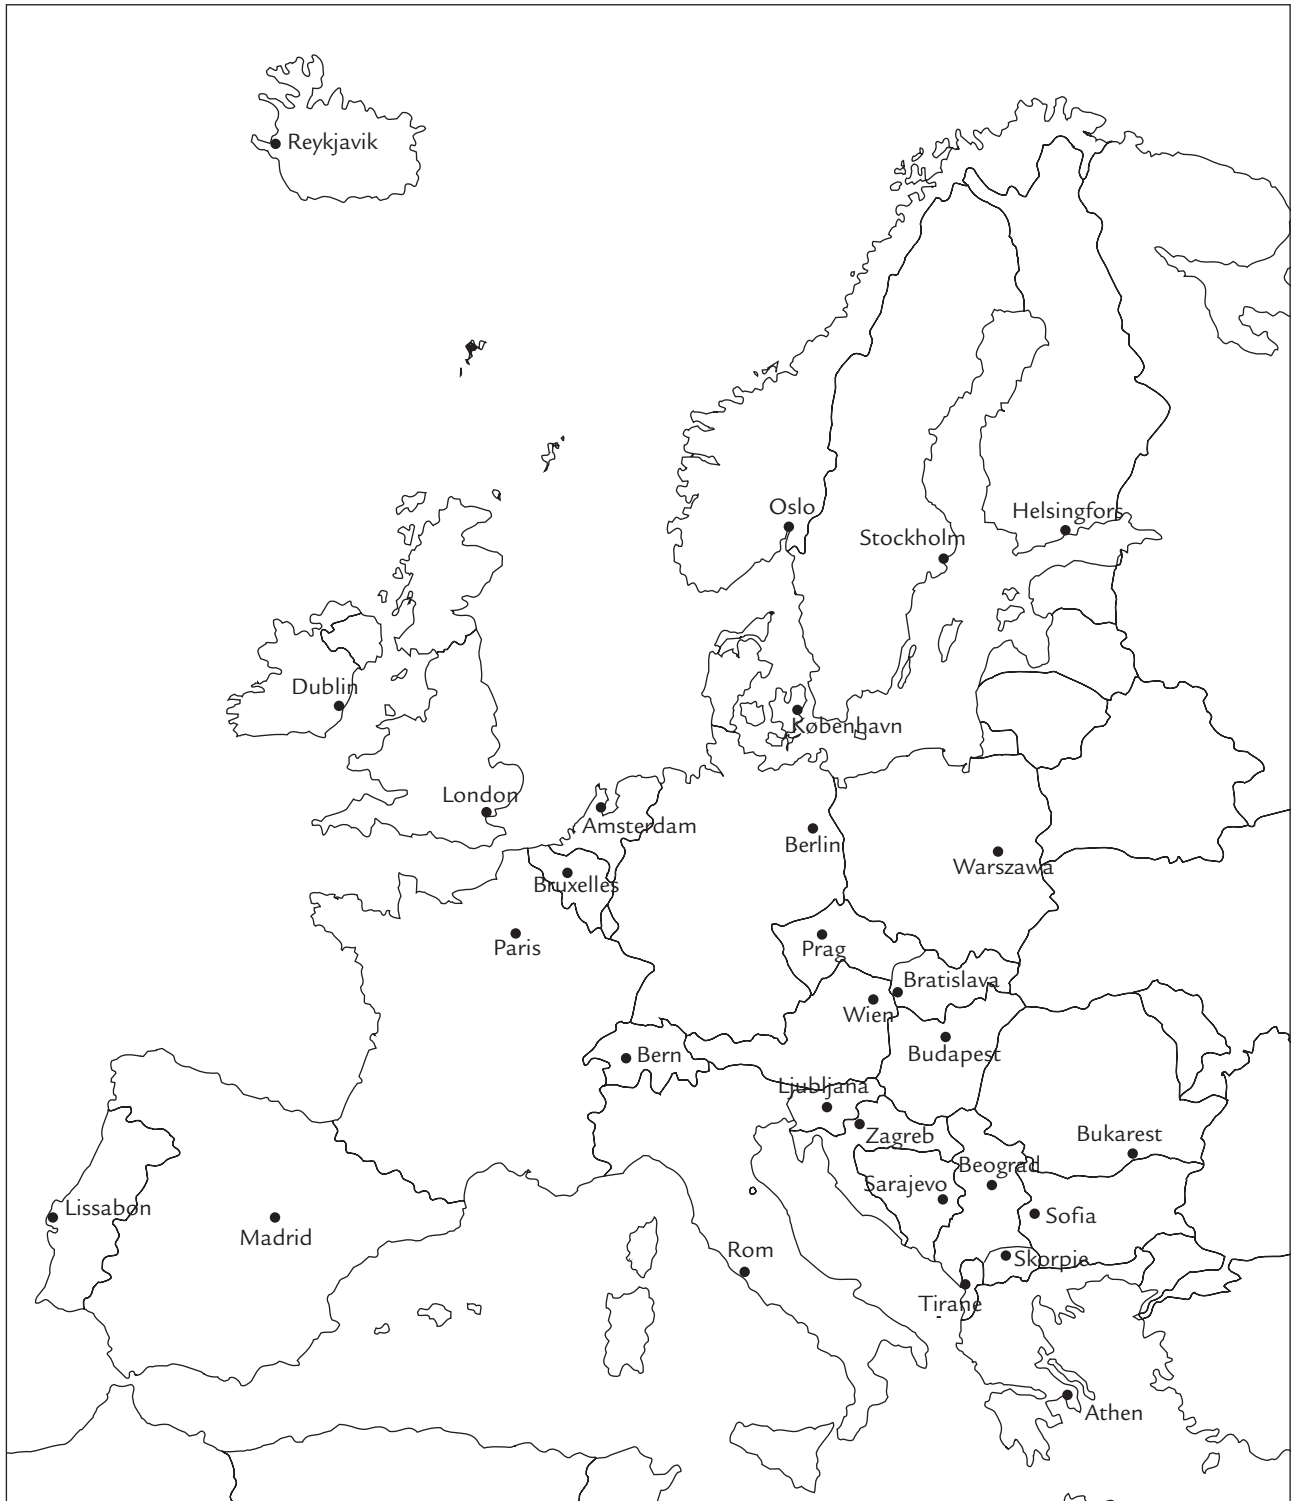 Reykjavik
Oslo
Helsingfors
Stockholm
Dublin
København
London
Amsterdam
Berlin
Warszawa
Bruxelles
Paris
Prag
Bratislava
Wien
Bern
Budapest
Ljubljana
Zagreb
Bukarest
Beograd
Sarajevo
Lissabon
Madrid
Sofia
Rom
Skorpje
Tirane
Athen